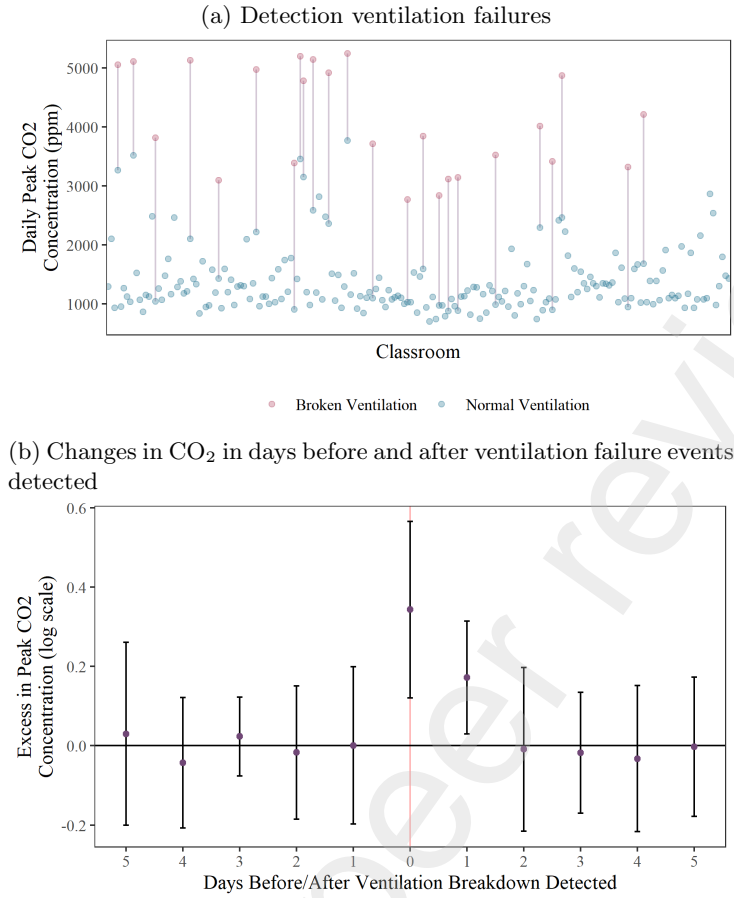 (a) Detection ventilation failures
Daily Peak CO2
Concentration (ppm)
5000
4000
3000
2000
1000
Classroom
Broken Ventilation
Normal Ventilation
(b) Changes in CO₂ in days before and after ventilation failure events
detected
Excess in Peak CO2
Concentration (log scale)
0.6
0.4
0.2
0.0
-0.2
5 4 3 2 1 0 1 2 3 4 5
Days Before/After Ventilation Breakdown Detected
peer revi